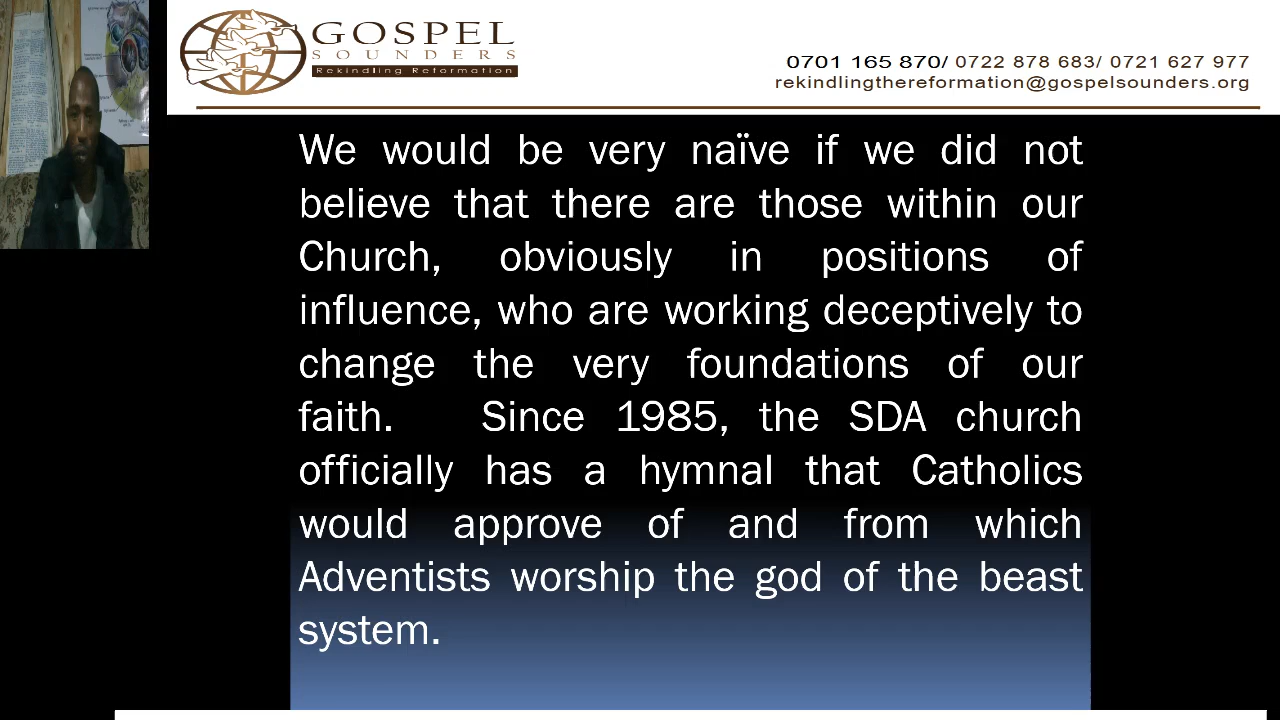 GOSPEL
SOUNDERS
Rekindling Reformation
0701 165 870/ 0722 878 683/ 0721 627 977
rekindlingthereformation@gospelsounders.org
We would be very naïve if we did not
believe that there are those within our
Church, obviously in positions of
influence, who are working deceptively to
change the very foundations of our
faith. Since 1985, the SDA church
officially has a hymnal that Catholics
would approve of and from which
Adventists worship the god of the beast
system.